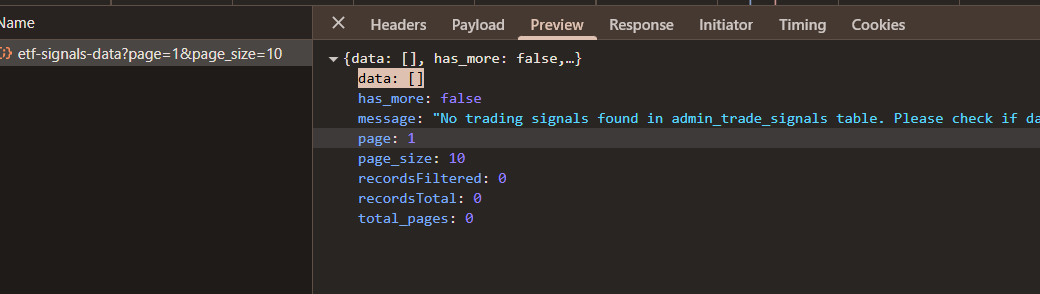 Name
Headers Payload Preview Response Initiator Timing Cookies
etf-signals-data?page=1&page_size=10
{data: [], has_more: false,…}
data: []
has_more: false
message: "No trading signals found in admin_trade_signals table. Please check if da
page: 1
page_size: 10
recordsFiltered: 0
recordsTotal: 0
total_pages: 0